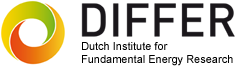 DIFFER
Dutch Institute for
Fundamental Energy Research